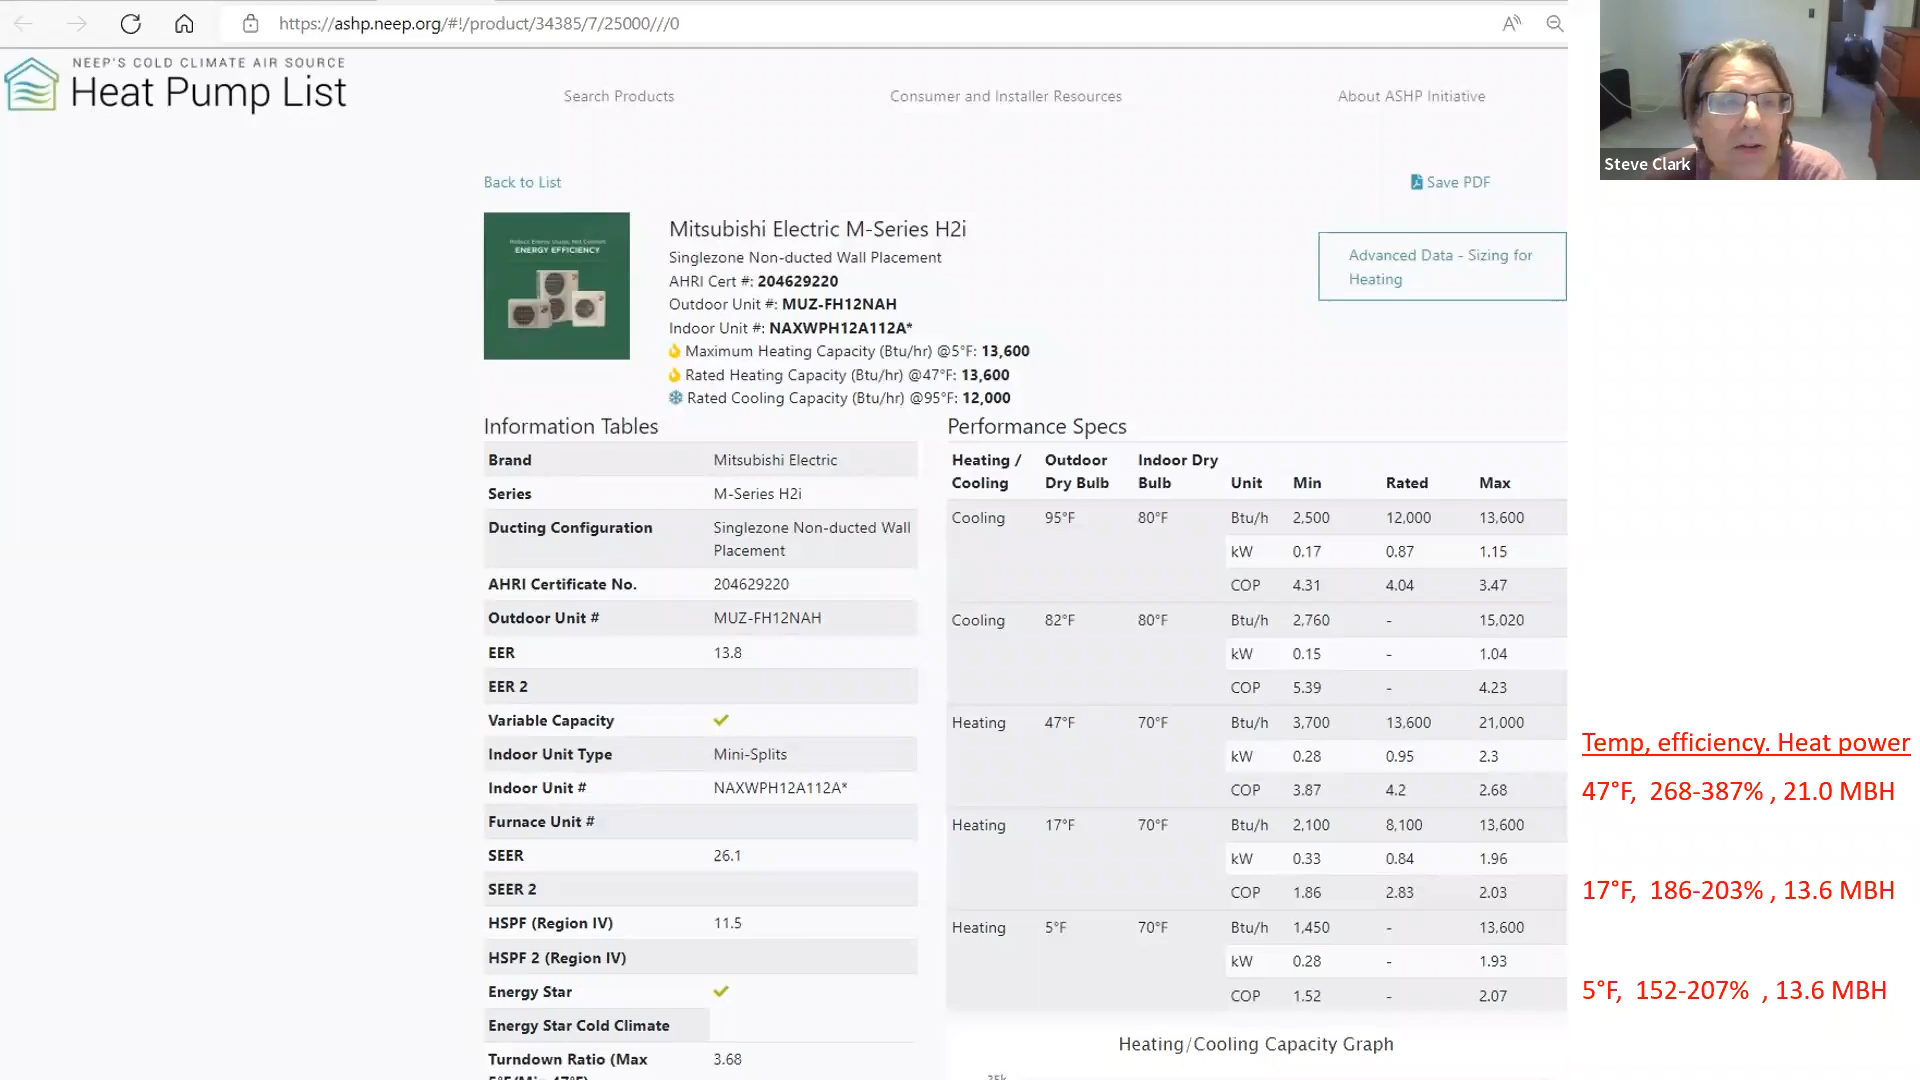 https://ashp.neep.org/#!/product/34385/7/25000///0
NEEP'S COLD CLIMATE AIR SOURCE
Heat Pump List
Search Products
Consumer and Installer Resources
About ASHP Initiative
Steve Clark
Back to List
Save PDF
Reduce Energy Usage, Not Comfort.
ENERGY EFFICIENCY
Mitsubishi Electric M-Series H2i
Singlezone Non-ducted Wall Placement
AHRI Cert #: 204629220
Outdoor Unit #: MUZ-FH12NAH
Indoor Unit #: NAXWPH12A112A*
Maximum Heating Capacity (Btu/hr) @5°F: 13,600
Rated Heating Capacity (Btu/hr) @47°F: 13,600
Rated Cooling Capacity (Btu/hr) @95°F: 12,000
Advanced Data - Sizing for
Heating
Information Tables
Brand Mitsubishi Electric
Series M-Series H2i
Ducting Configuration Singlezone Non-ducted Wall
Placement
AHRI Certificate No. 204629220
Outdoor Unit # MUZ-FH12NAH
EER 13.8
EER 2
Variable Capacity
Indoor Unit Type Mini-Splits
Indoor Unit # NAXWPH12A112A*
Furnace Unit #
SEER 26.1
SEER 2
HSPF (Region IV) 11.5
HSPF 2 (Region IV)
Energy Star
Energy Star Cold Climate
Turndown Ratio (Max 3.68
5°F/Min 47°F)
Performance Specs
Heating / Outdoor Indoor Dry
Cooling Dry Bulb Bulb Unit Min Rated Max
Cooling 95°F 80°F Btu/h 2,500 12,000 13,600
kW 0.17 0.87 1.15
COP 4.31 4.04 3.47
Cooling 82°F 80°F Btu/h 2,760 - 15,020
kW 0.15 - 1.04
COP 5.39 - 4.23
Heating 47°F 70°F Btu/h 3,700 13,600 21,000
kW 0.28 0.95 2.3
COP 3.87 4.2 2.68
Heating 17°F 70°F Btu/h 2,100 8,100 13,600
kW 0.33 0.84 1.96
COP 1.86 2.83 2.03
Heating 5°F 70°F Btu/h 1,450 - 13,600
kW 0.28 - 1.93
COP 1.52 - 2.07
Heating/Cooling Capacity Graph
35k
Temp, efficiency. Heat power
47°F, 268-387% , 21.0 MBH
17°F, 186-203% , 13.6 MBH
5°F, 152-207% , 13.6 MBH